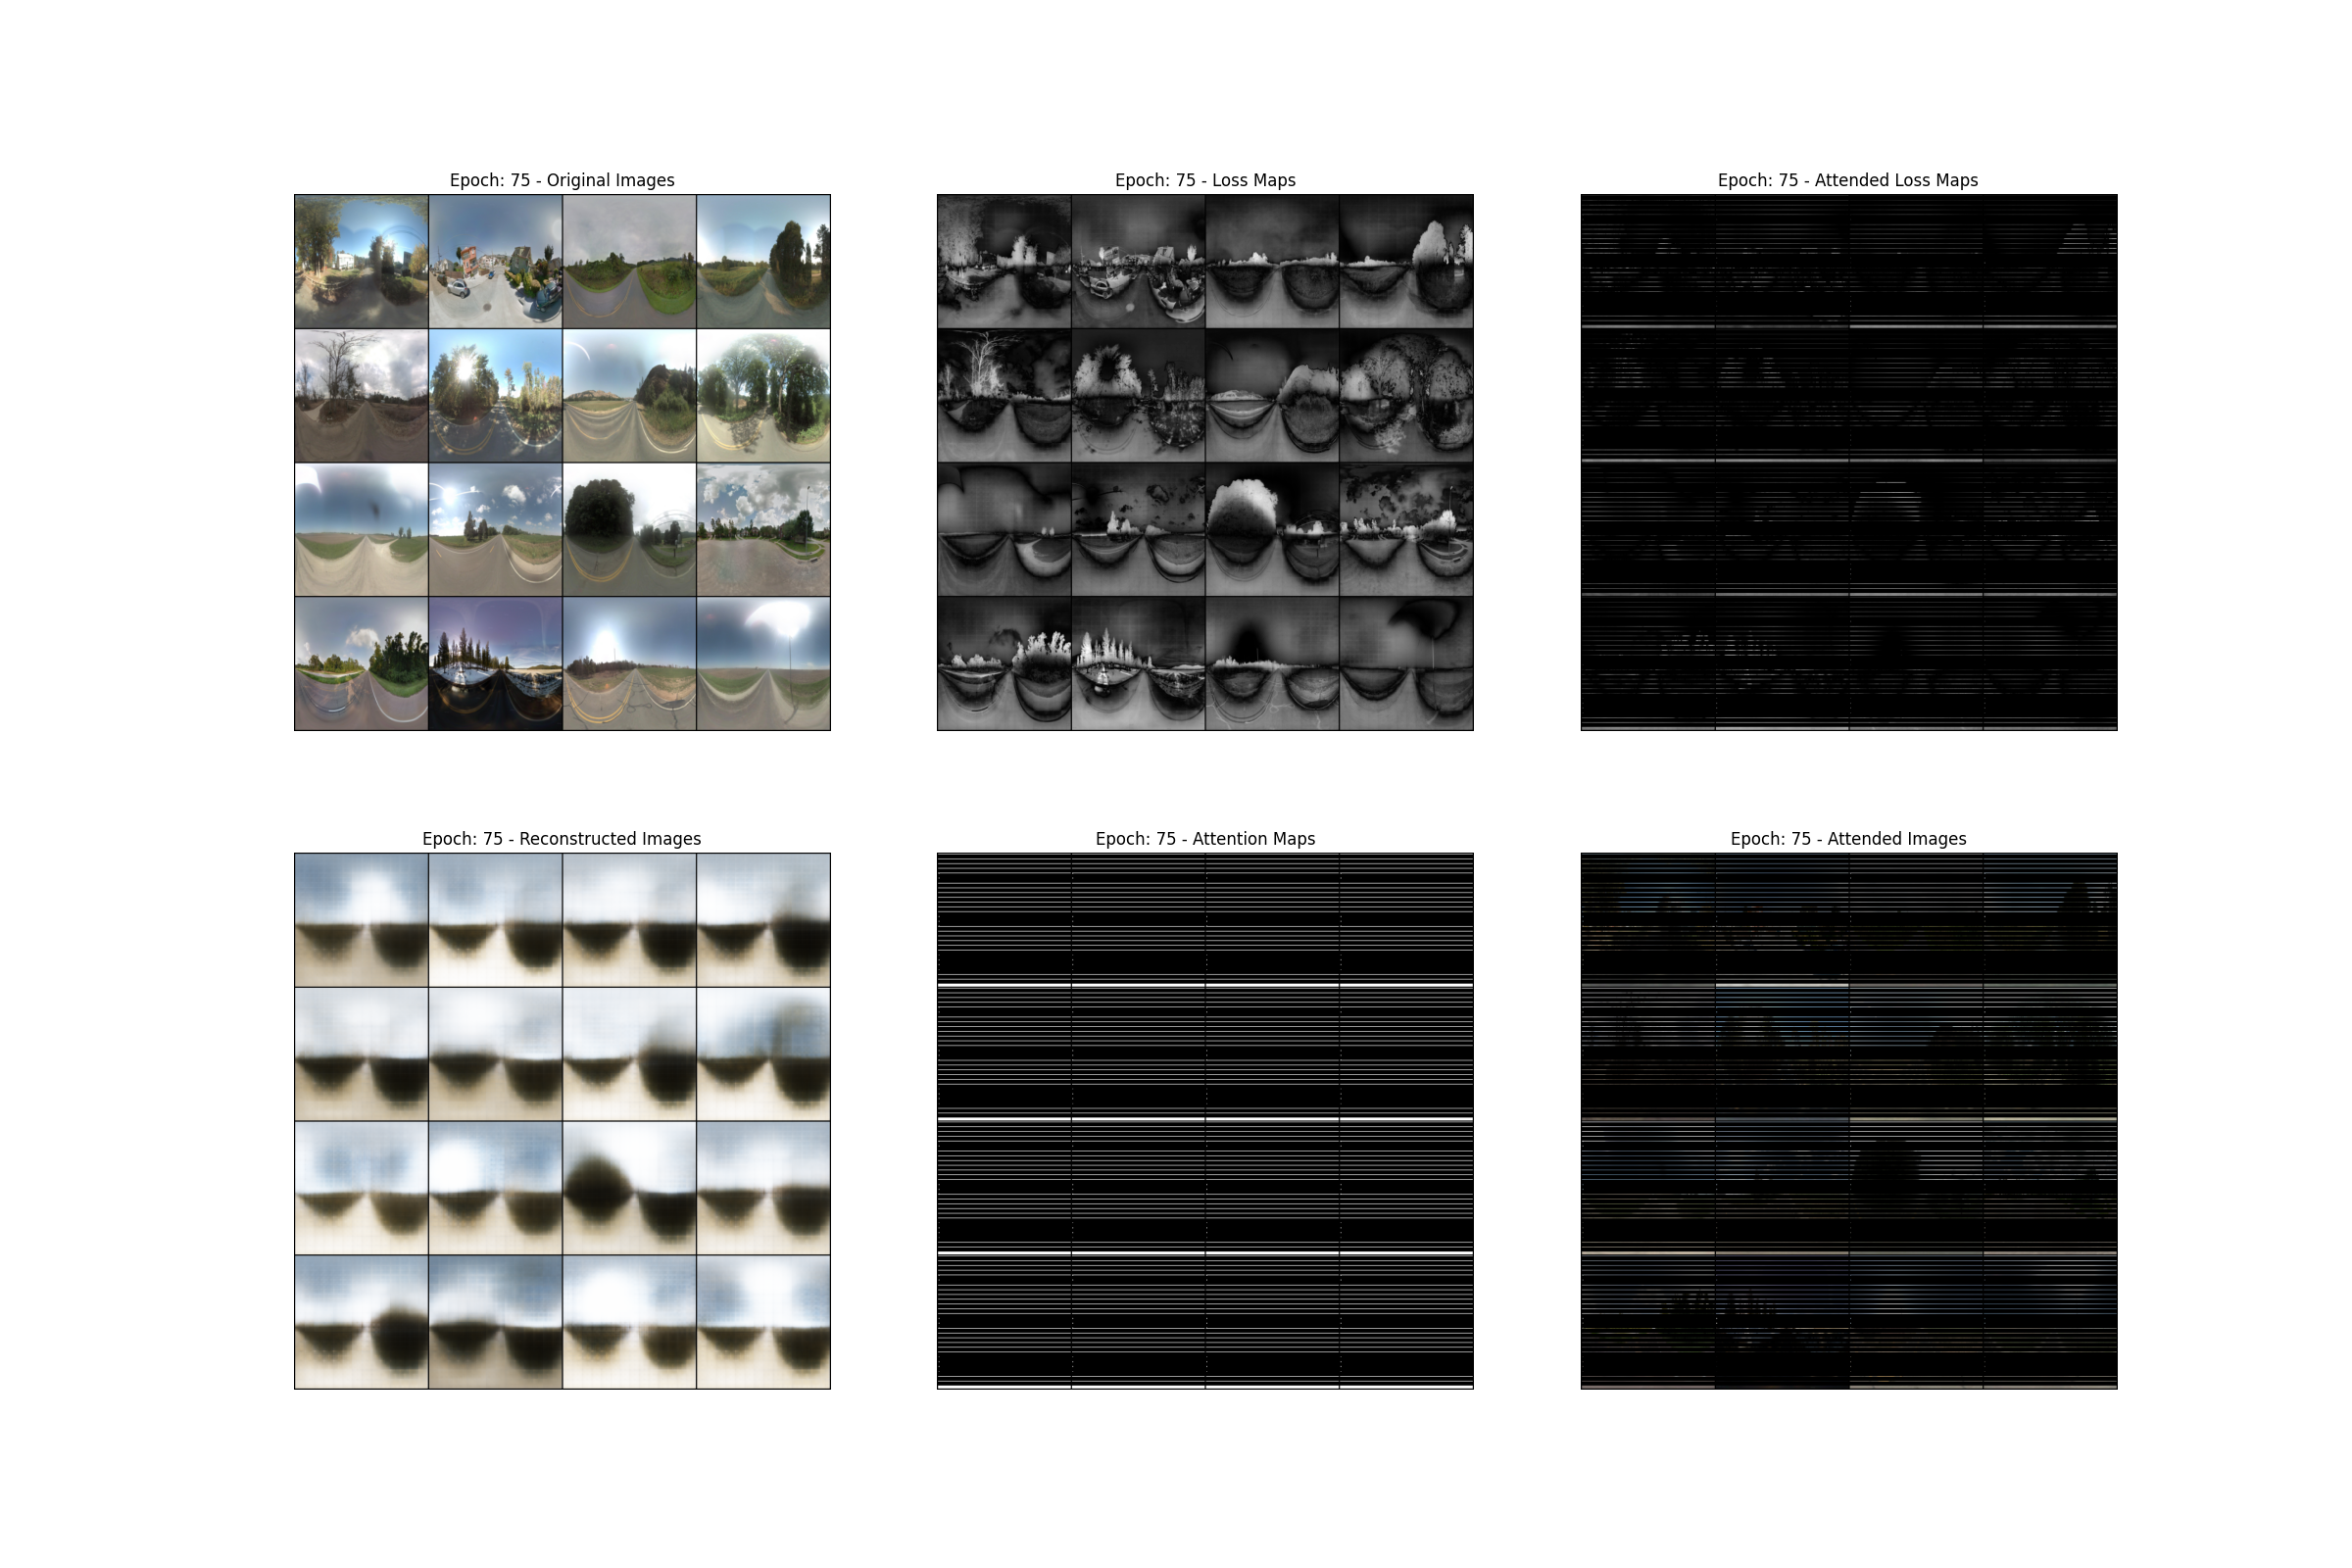 Epoch: 75 - Original Images
Epoch: 75 - Loss Maps
Epoch: 75 - Attended Loss Maps
Epoch: 75 - Reconstructed Images
Epoch: 75 - Attention Maps
Epoch: 75 - Attended Images